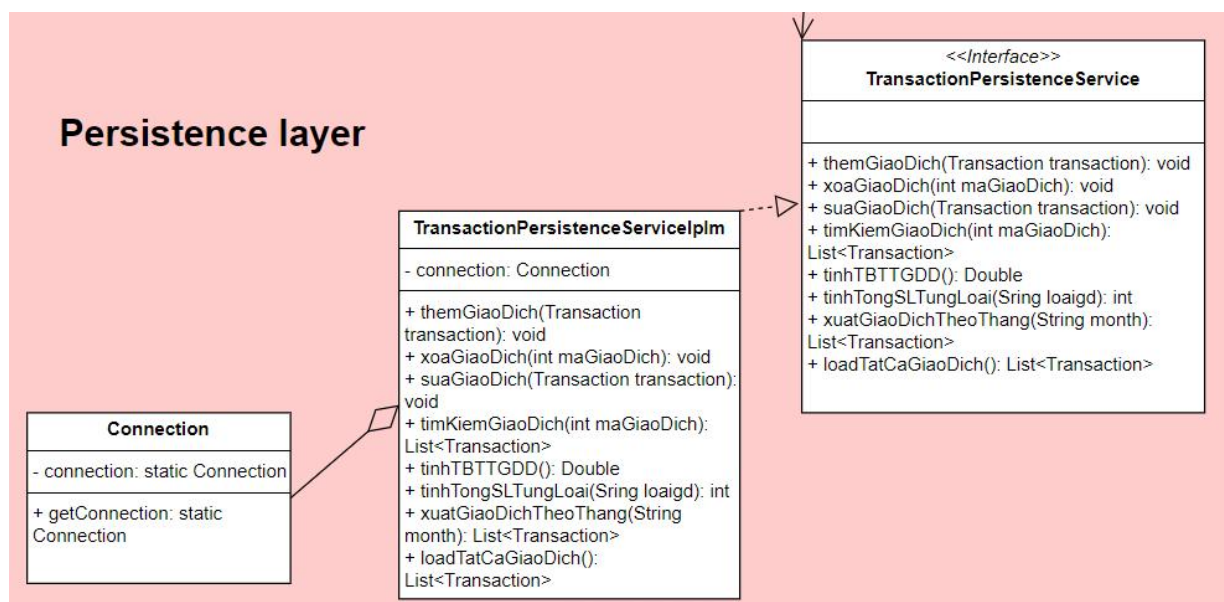 Persistence layer
<<Interface>>
TransactionPersistenceService
+ themGiaoDich(Transaction transaction): void
+ xoaGiaoDich(int maGiaoDich): void
+ suaGiaoDich(Transaction transaction): void
+ timKiemGiaoDich(int maGiaoDich):
List<Transaction>
+ tinhTBTTGDD(): Double
+ tinhTongSLTungLoai(Sring loaigd): int
+ xuatGiaoDichTheoThang(String month):
List<Transaction>
+ loadTatCaGiaoDich(): List<Transaction>
TransactionPersistenceServiceIplm
- connection: Connection
+ themGiaoDich(Transaction
transaction): void
+ xoaGiaoDich(int maGiaoDich): void
+ suaGiaoDich(Transaction transaction):
void
+ timKiemGiaoDich(int maGiaoDich):
List<Transaction>
+ tinhTBTTGDD(): Double
+ tinhTongSLTungLoai(Sring loaigd): int
+ xuatGiaoDichTheoThang(String
month): List<Transaction>
+ loadTatCaGiaoDich():
List<Transaction>
Connection
- connection: static Connection
+ getConnection: static
Connection